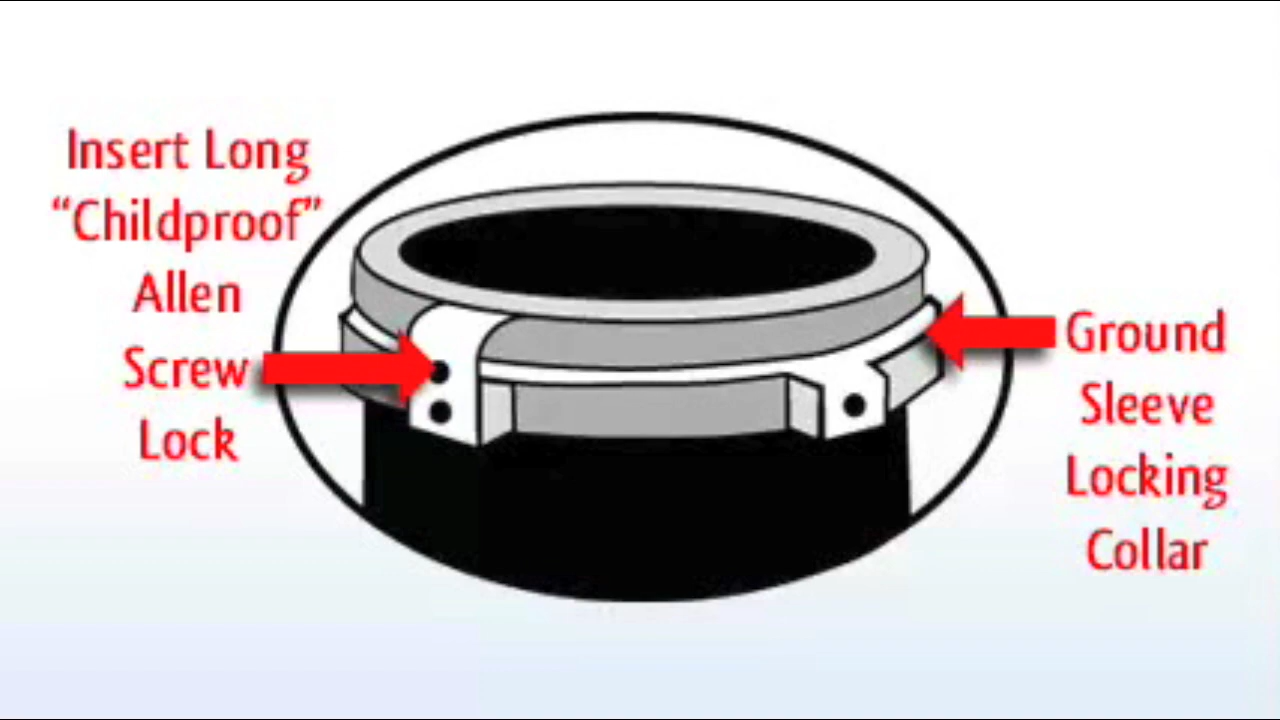 Insert Long
“Childproof”
Allen
Screw
Lock
Ground
Sleeve
Locking
Collar